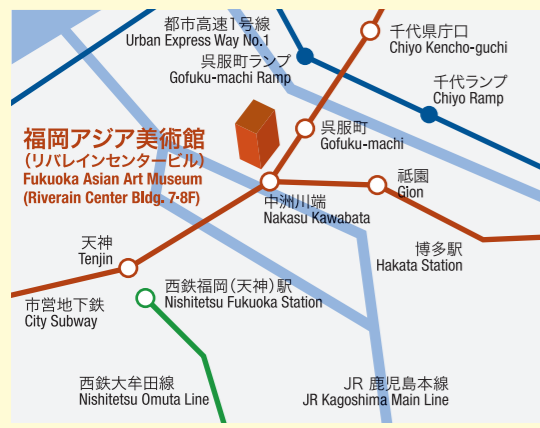 都市高速1号線
Urban Express Way No.1
千代県庁口
Chiyo Kencho-guchi
呉服町ランプ
Gofuku-machi Ramp
千代ランプ
Chiyo Ramp
呉服町
Gofuku-machi
福岡アジア美術館
(リバレインセンタービル)
Fukuoka Asian Art Museum
(Riverain Center Bldg. 7·8F)
祇園
Gion
中洲川端
Nakasu Kawabata
天神
Tenjin
博多駅
Hakata Station
西鉄福岡(天神)駅
Nishitetsu Fukuoka Station
市営地下鉄
City Subway
西鉄大牟田線
Nishitetsu Omuta Line
JR 鹿児島本線
JR Kagoshima Main Line